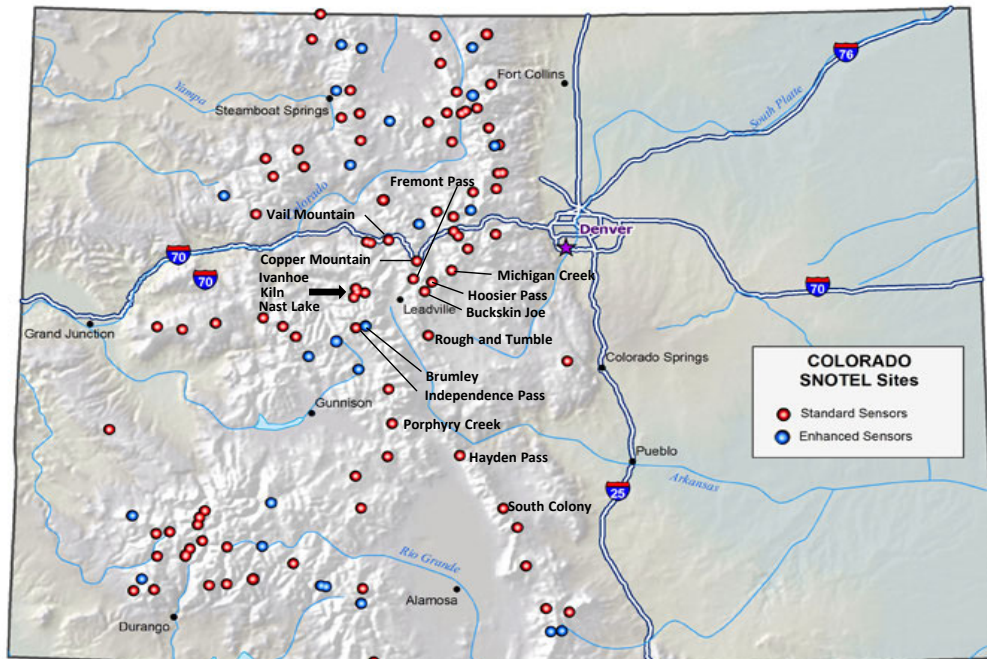 76
Fort Collins
Yampa
Steamboat Springs
South Platte
Fremont Pass
Vail Mountain
Denver
70
Copper Mountain
Ivanhoe
Kiln
Nast Lake
70
Michigan Creek
Hoosier Pass
70
Leadville
Buckskin Joe
Grand Junction
Rough and Tumble
Colorado Springs
COLORADO
SNOTEL Sites
Brumley
Independence Pass
Standard Sensors
Gunnison
Enhanced Sensors
Porphyry Creek
Hayden Pass
Pueblo
Arkansas
25
South Colony
Rio Grande
Alamosa
Durango